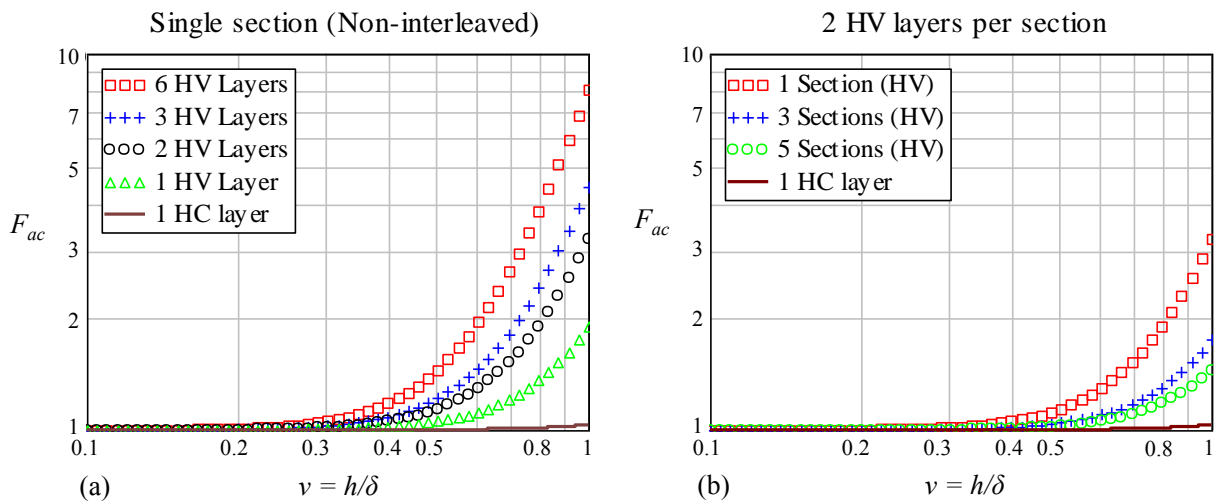 Single section (Non-interleaved)
10
7
5
F_ac
3
2
1
6 HV Layers
3 HV Layers
2 HV Layers
1 HV Layer
1 HC layer
0.1
0.2
0.3
0.4
0.5
0.8
1
(a)
v = h/δ
2 HV layers per section
10
7
5
F_ac
3
2
1
1 Section (HV)
3 Sections (HV)
5 Sections (HV)
1 HC layer
0.1
0.2
0.3
0.4
0.5
0.8
1
(b)
v = h/δ